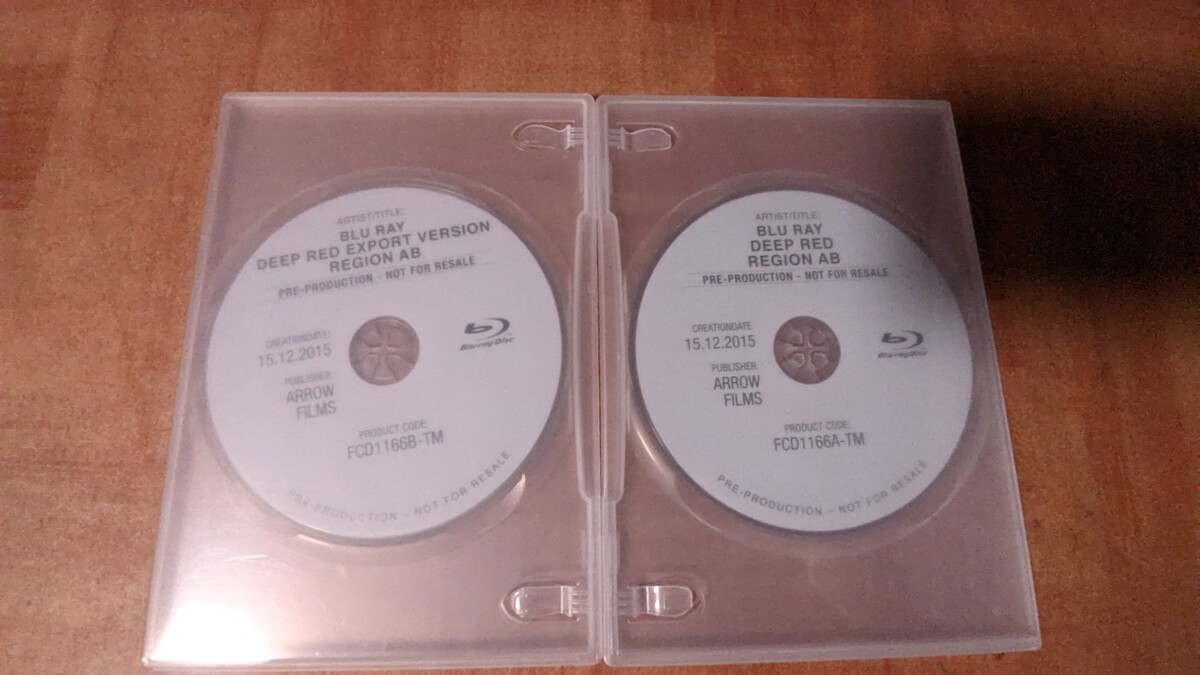 ARTIST/TITLE:
BLU RAY
DEEP RED EXPORT VERSION
REGION AB
PRE-PRODUCTION - NOT FOR RESALE
CREATIONDATE:
15.12.2015
Blu-ray Disc
PUBLISHER:
ARROW
FILMS
PRODUCT CODE:
FCD1166B-TM
PRE-PRODUCTION - NOT FOR RESALE
ARTIST/TITLE:
BLU RAY
DEEP RED
REGION AB
PRE-PRODUCTION - NOT FOR RESALE
CREATIONDATE:
15.12.2015
Blu-ray Disc
PUBLISHER:
ARROW
FILMS
PRODUCT CODE:
FCD1166A-TM
PRE-PRODUCTION - NOT FOR RESALE